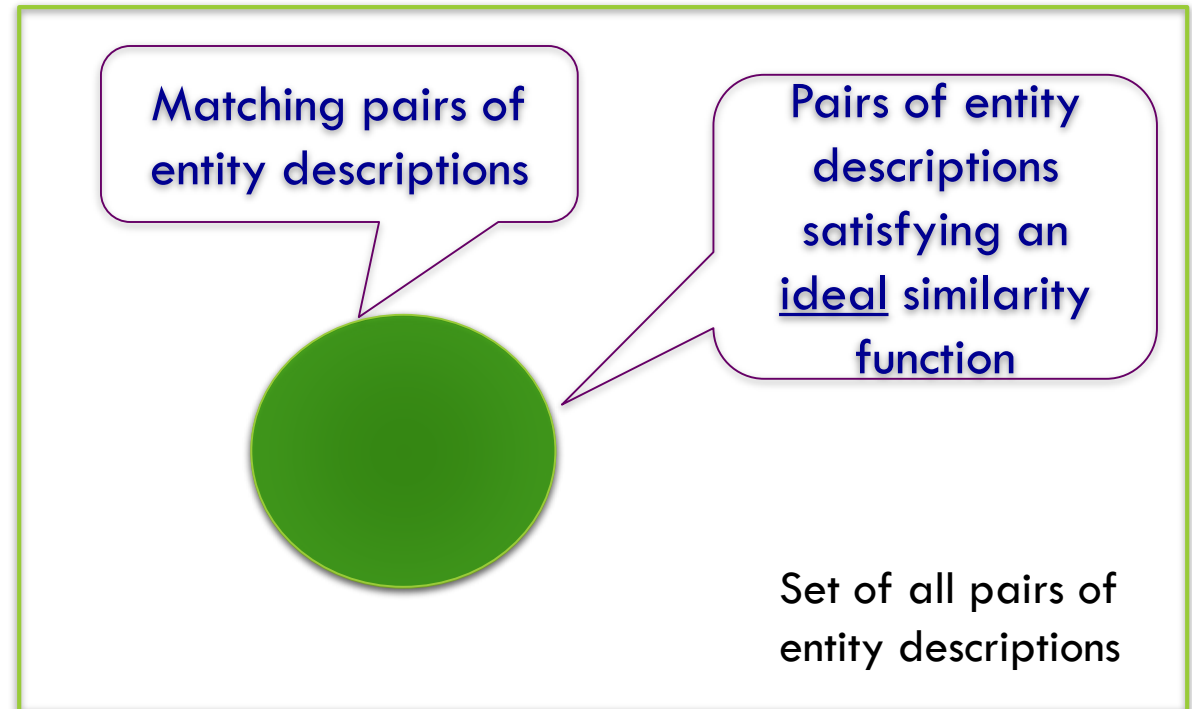 Matching pairs of
entity descriptions
Pairs of entity
descriptions
satisfying an
ideal similarity
function
Set of all pairs of
entity descriptions